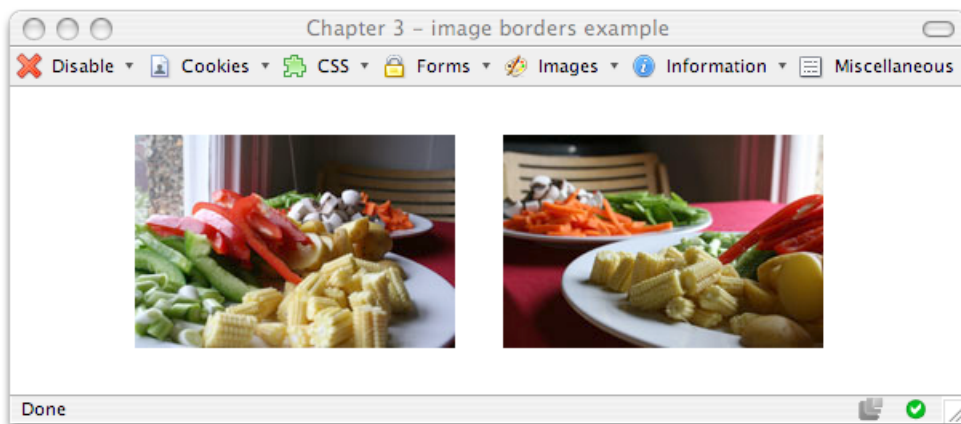 Chapter 3 – image borders example
Disable Cookies CSS Forms Images Information Miscellaneous
Done